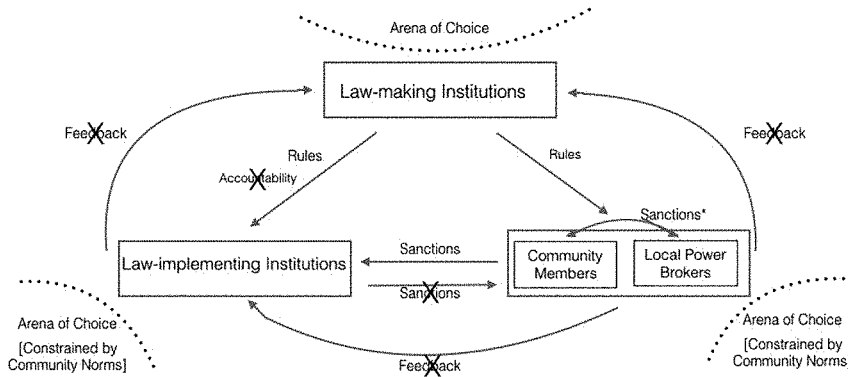 Arena of Choice
Law-making Institutions
Feedback
Feedback
Rules
Rules
Accountability
Sanctions*
Law-implementing Institutions
Sanctions
Community
Members
Local Power
Brokers
Sanctions
Arena of Choice
[Constrained by
Community Norms]
Arena of Choice
[Constrained by
Community Norms]
Feedback